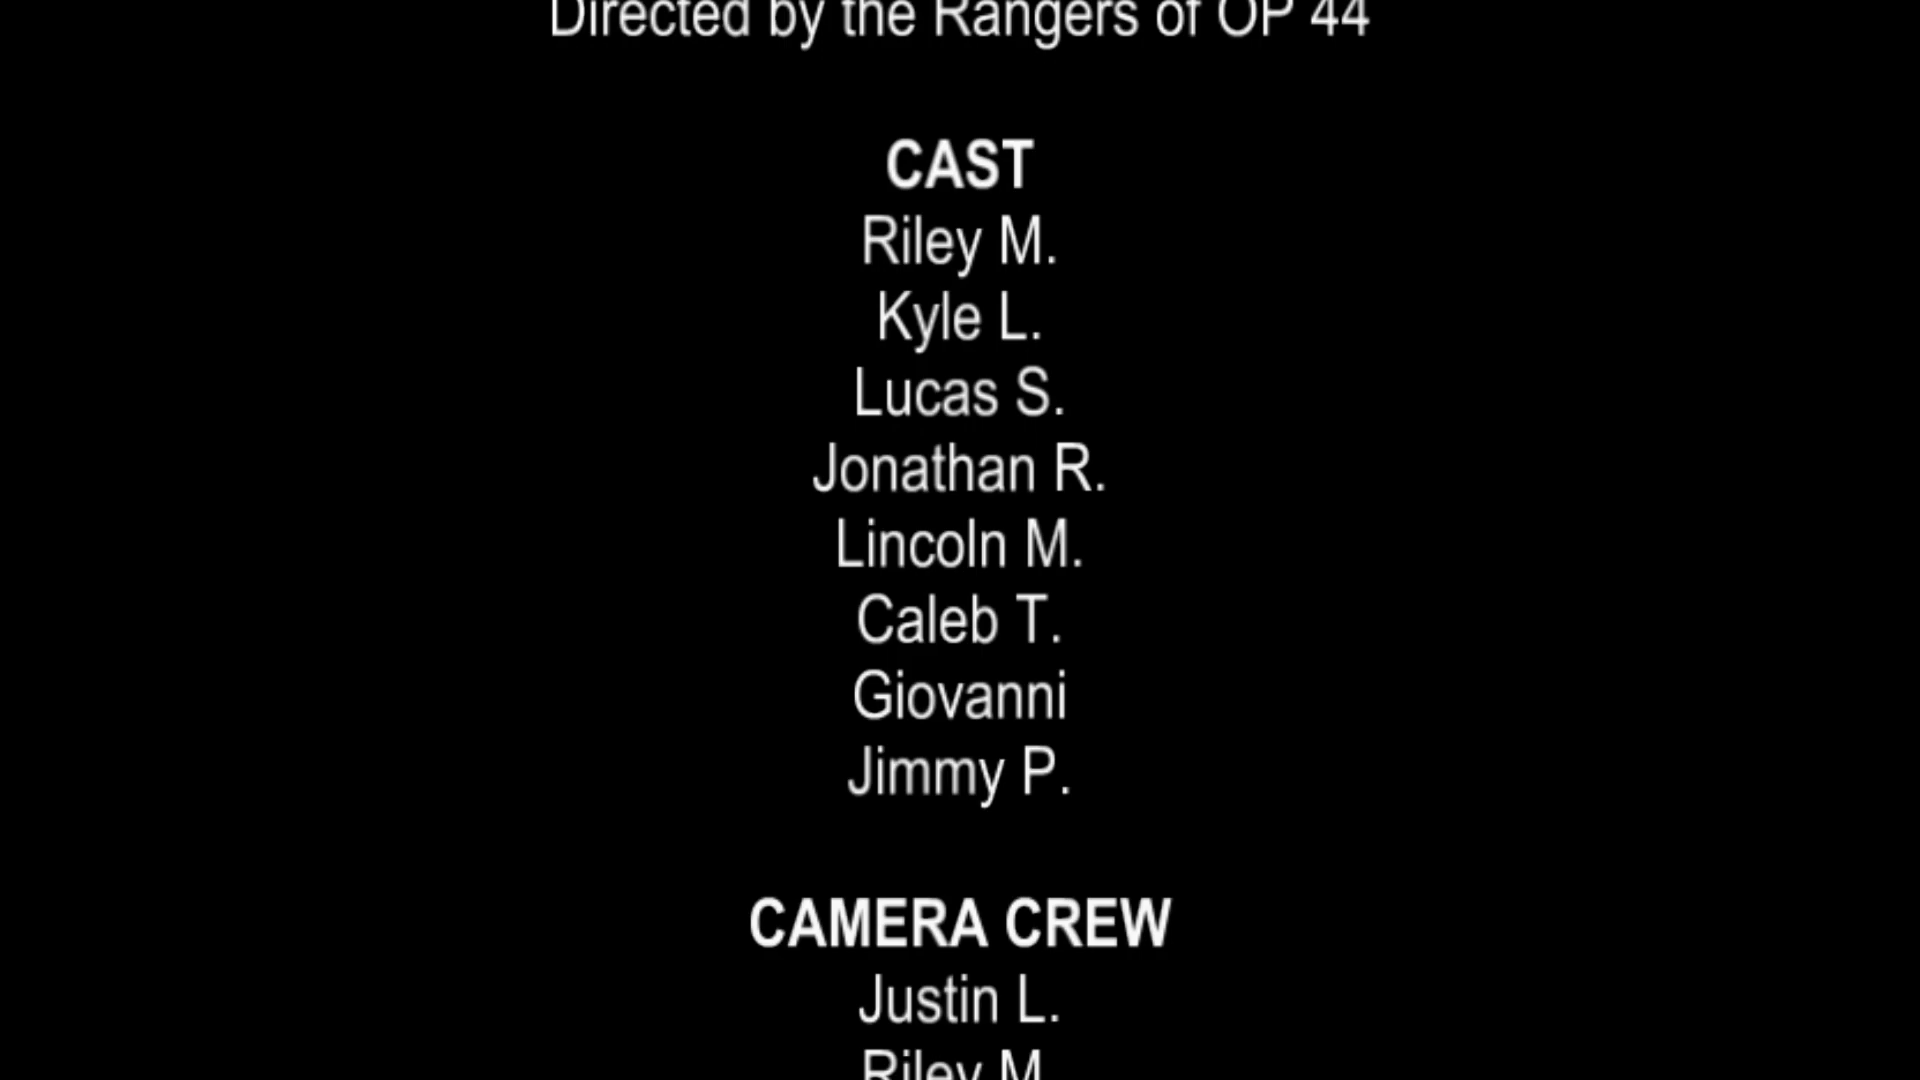 Directed by the Rangers of OP 44
CAST
Riley M.
Kyle L.
Lucas S.
Jonathan R.
Lincoln M.
Caleb T.
Giovanni
Jimmy P.
CAMERA CREW
Justin L.
Riley M.